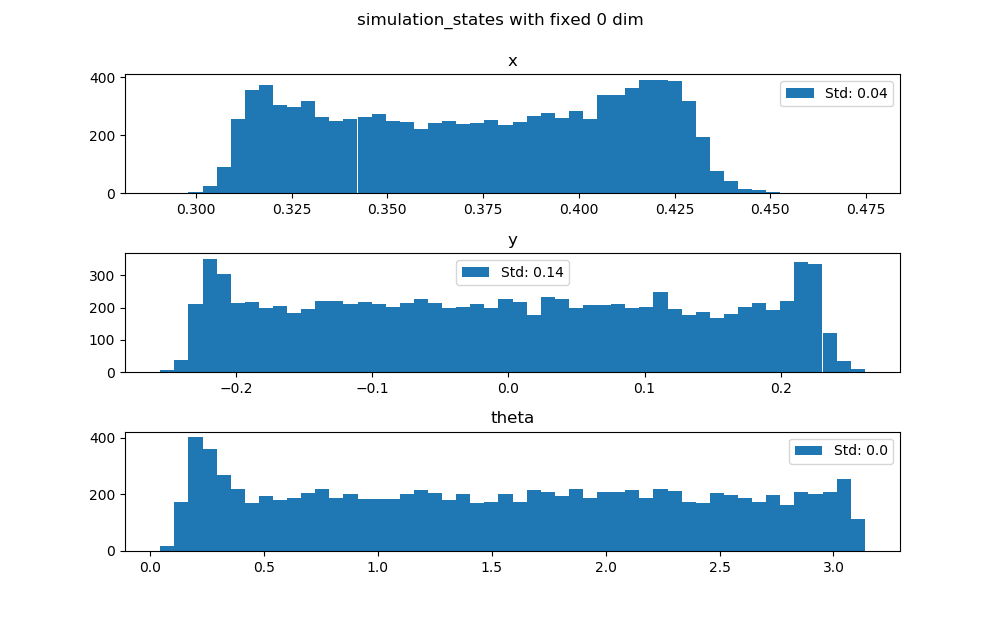 simulation_states with fixed 0 dim
x
400
200
0
Std: 0.04
0.300 0.325 0.350 0.375 0.400 0.425 0.450 0.475
y
300
200
100
0
Std: 0.14
−0.2 −0.1 0.0 0.1 0.2
theta
400
200
0
Std: 0.0
0.0 0.5 1.0 1.5 2.0 2.5 3.0